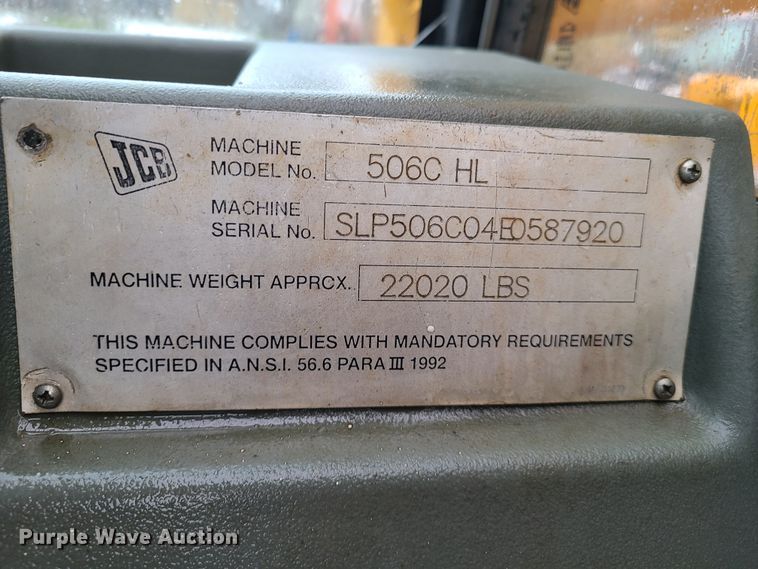 JCB
MACHINE
MODEL No. 506C HL
MACHINE
SERIAL No. SLP506C04E0587920
MACHINE WEIGHT APPRCX. 22020 LBS
THIS MACHINE COMPLIES WITH MANDATORY REQUIREMENTS
SPECIFIED IN A.N.S.I. 56.6 PARA III 1992
Purple Wave Auction